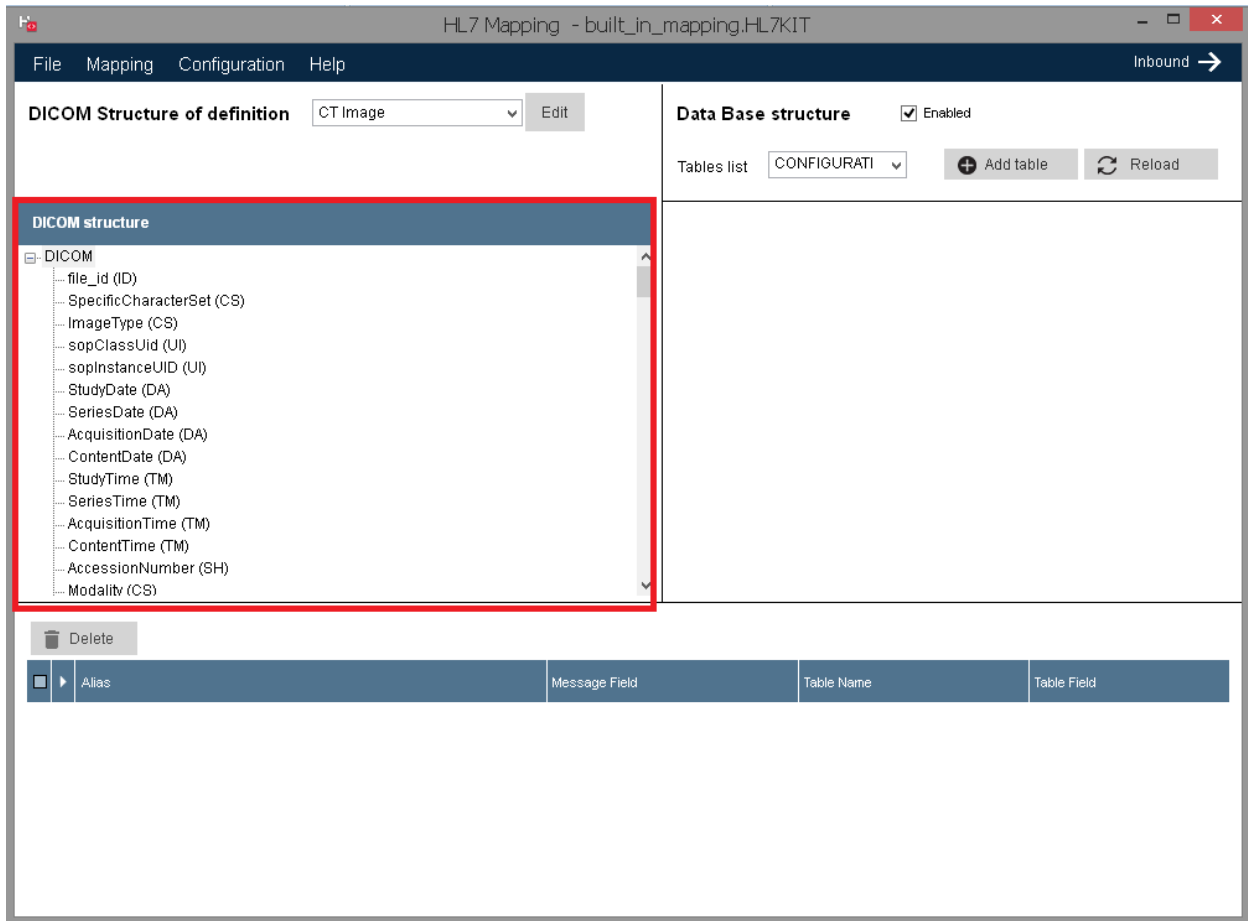 HL7 Mapping - built_in_mapping.HL7KIT
File Mapping Configuration Help Inbound
DICOM Structure of definition CT Image Edit
Data Base structure Enabled
Tables list CONFIGURATI Add table Reload
DICOM structure
DICOM
file_id (ID)
SpecificCharacterSet (CS)
ImageType (CS)
sopClassUid (UI)
sopInstanceUID (UI)
StudyDate (DA)
SeriesDate (DA)
AcquisitionDate (DA)
ContentDate (DA)
StudyTime (TM)
SeriesTime (TM)
AcquisitionTime (TM)
ContentTime (TM)
AccessionNumber (SH)
Modality (CS)
Delete
Alias Message Field Table Name Table Field